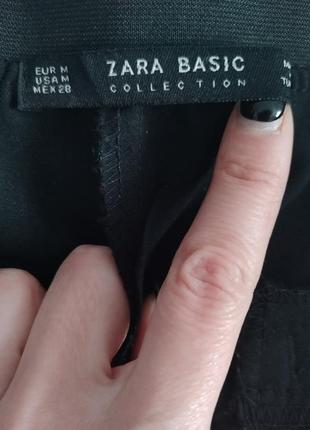 EUR M
USA M
MEX 28
ZARA BASIC
COLLECTION